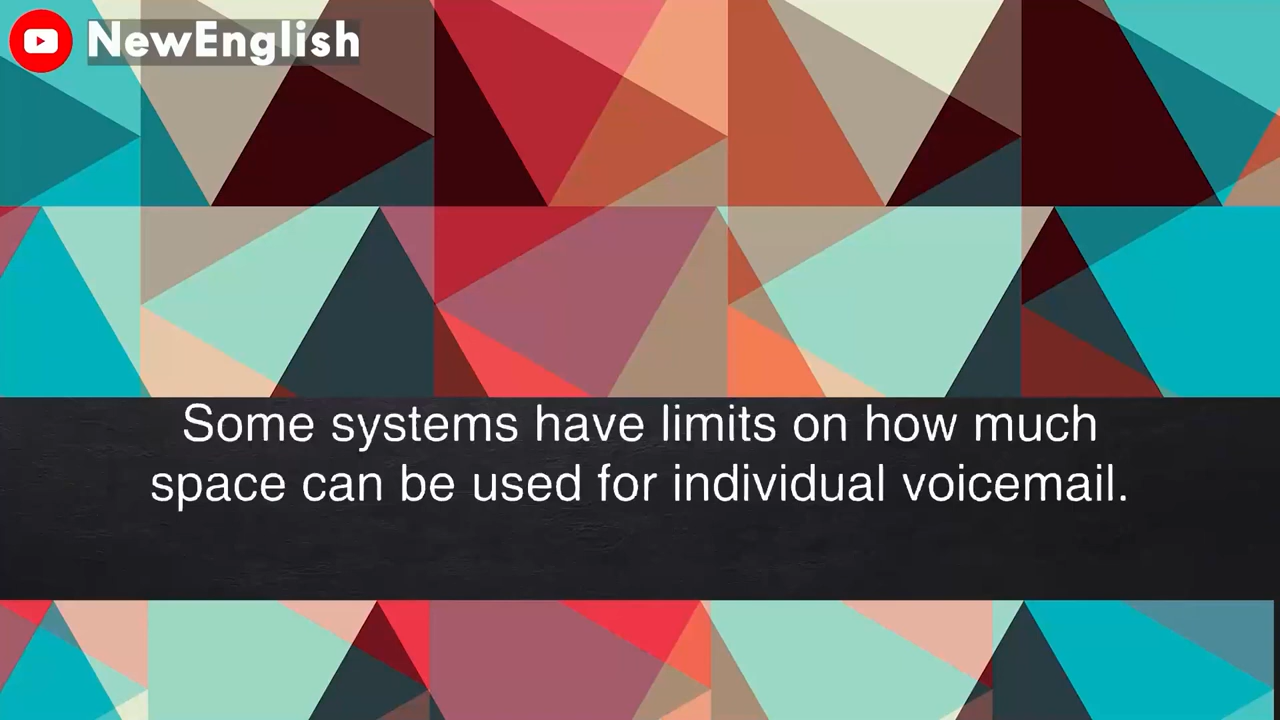 NewEnglish
Some systems have limits on how much
space can be used for individual voicemail.